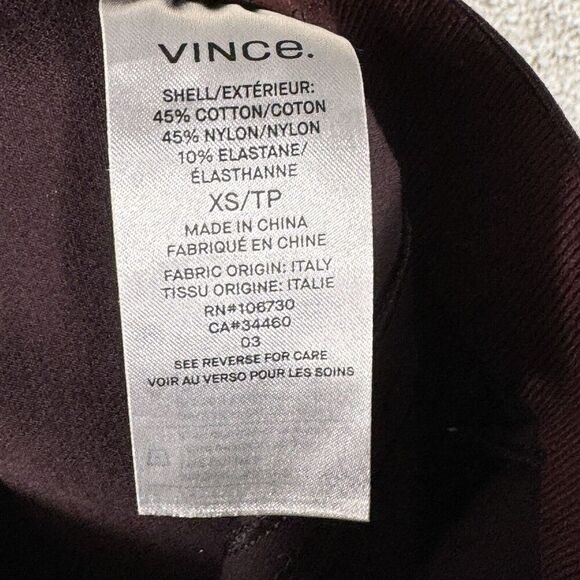 VINCE.
SHELL/EXTÉRIEUR:
45% COTTON/COTON
45% NYLON/NYLON
10% ELASTANE/
ÉLASTHANNE
XS/TP
MADE IN CHINA
FABRIQUÉ EN CHINE
FABRIC ORIGIN: ITALY
TISSU ORIGINE: ITALIE
RN#106730
CA#34460
03
SEE REVERSE FOR CARE
VOIR AU VERSO POUR LES SOINS